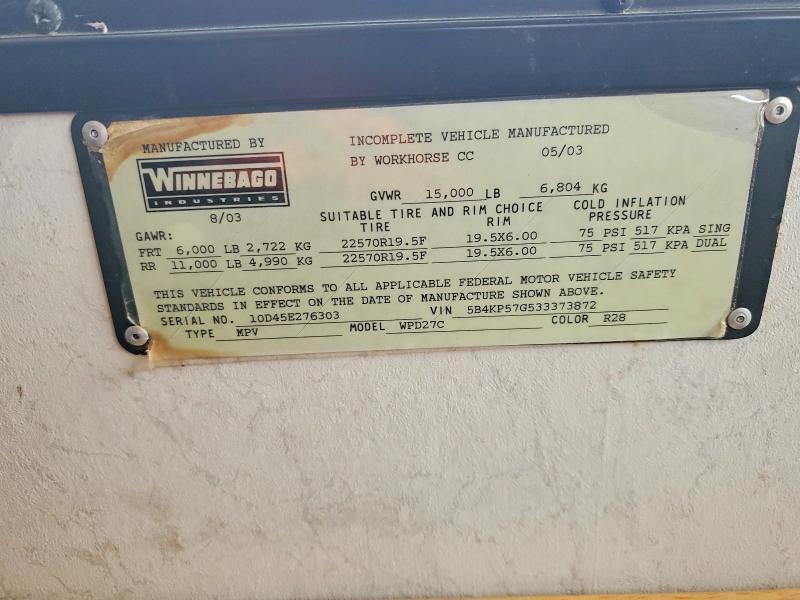 MANUFACTURED BY
WINNEBAGO
INDUSTRIES
8/03
INCOMPLETE VEHICLE MANUFACTURED
BY WORKHORSE CC 05/03
GVWR 15,000 LB 6,804 KG
SUITABLE TIRE AND RIM CHOICE COLD INFLATION
GAWR: TIRE RIM PRESSURE
FRT 6,000 LB 2,722 KG 22570R19.5F 19.5X6.00 75 PSI 517 KPA SING
RR 11,000 LB 4,990 KG 22570R19.5F 19.5X6.00 75 PSI 517 KPA DUAL
THIS VEHICLE CONFORMS TO ALL APPLICABLE FEDERAL MOTOR VEHICLE SAFETY
STANDARDS IN EFFECT ON THE DATE OF MANUFACTURE SHOWN ABOVE.
SERIAL NO. 10D45E276303 VIN 5B4KP57G533373872
TYPE MPV MODEL WPD27C COLOR R28